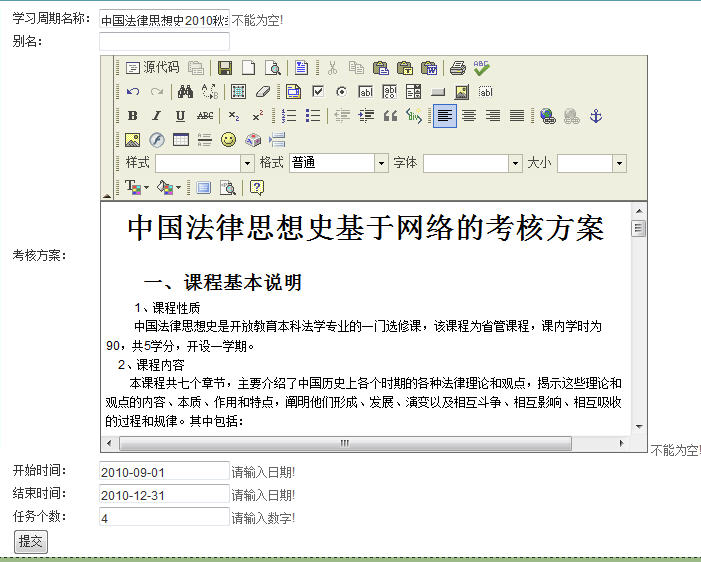 学习周期名称: 中国法律思想史2010秋 不能为空!
别名:
源代码
ABC
B I U ABC x₂ x²
样式 格式 普通 字体 大小
考核方案:
中国法律思想史基于网络的考核方案
一、课程基本说明
1、课程性质
中国法律思想史是开放教育本科法学专业的一门选修课，该课程为省管课程，课内学时为
90，共5学分，开设一学期。
2、课程内容
本课程共七个章节，主要介绍了中国历史上各个时期的各种法律理论和观点，揭示这些理论和
观点的内容、本质、作用和特点，阐明他们形成、发展、演变以及相互斗争、相互影响、相互吸收
的过程和规律。其中包括:
不能为空!
开始时间: 2010-09-01 请输入日期!
结束时间: 2010-12-31 请输入日期!
任务个数: 4 请输入数字!
提交